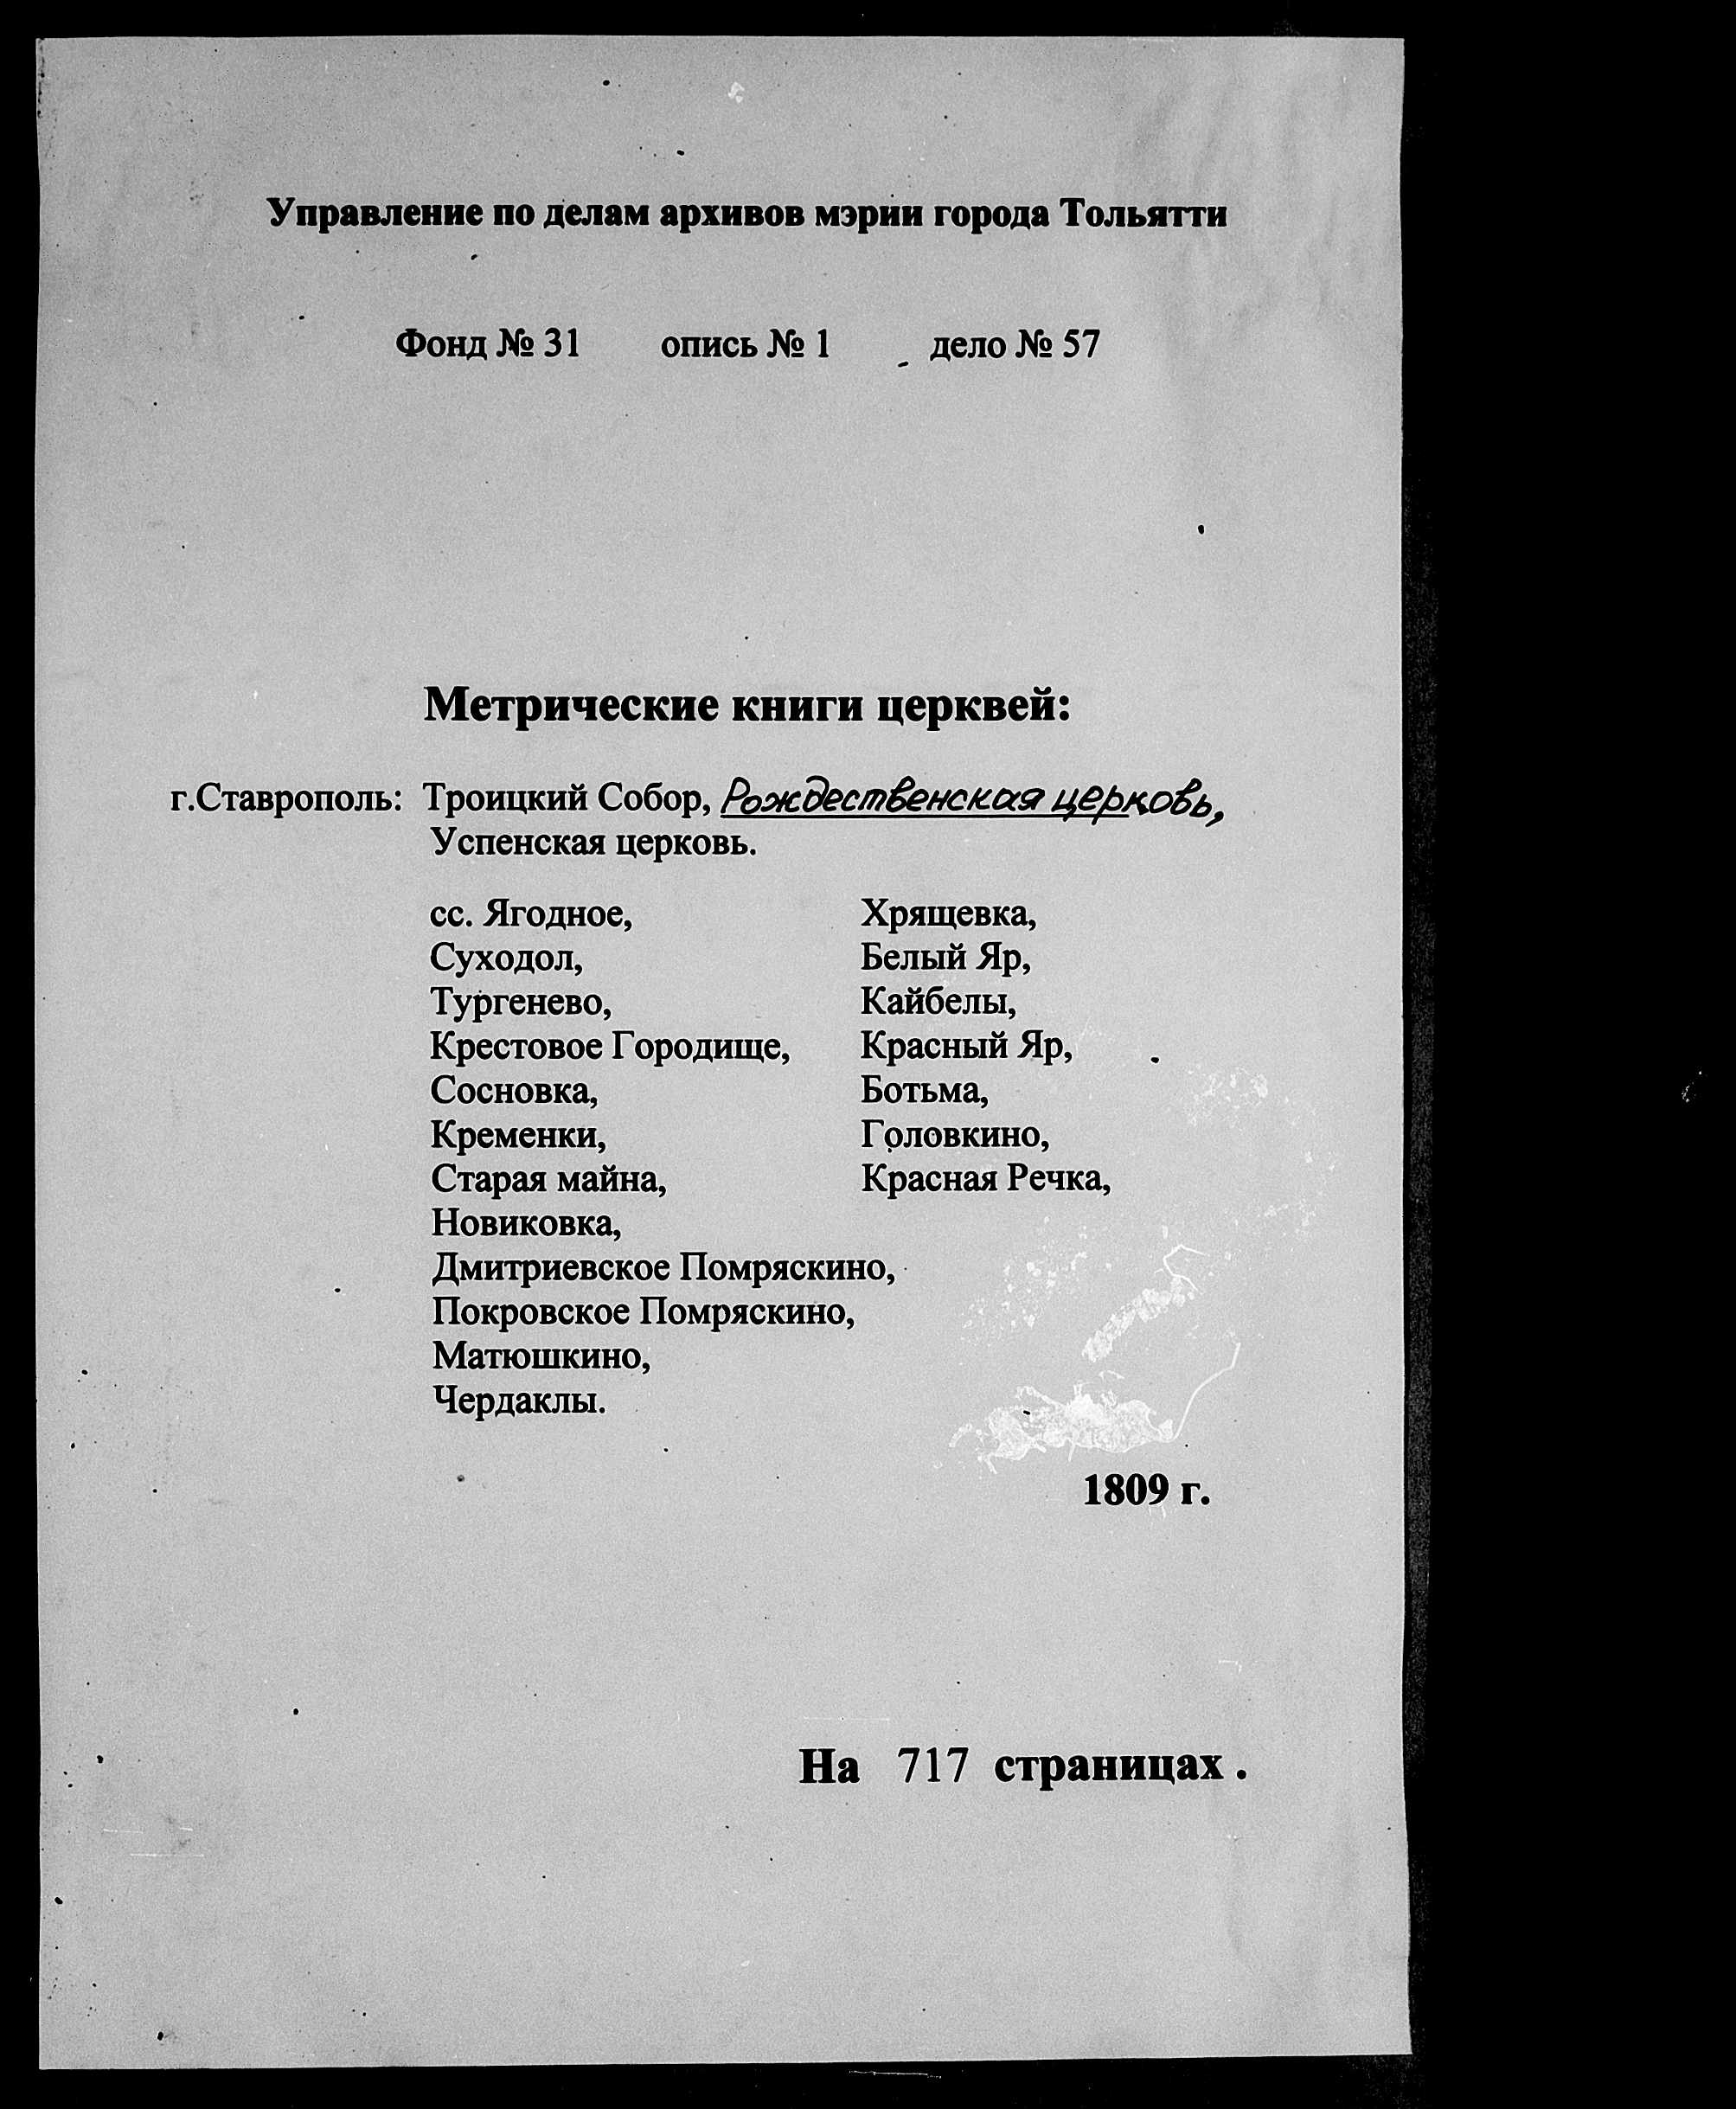 Управление по делам архивов мэрии города Тольятти
Фонд № 31 опись № 1 дело № 57
Метрические книги церквей:
г.Ставрополь: Троицкий Собор, Рождественская церковь,
Успенская церковь.
сс. Ягодное,
Суходол,
Тургенево,
Крестовое Городище,
Сосновка,
Кременки,
Старая майна,
Новиковка,
Дмитриевское Помряскино,
Покровское Помряскино,
Матюшкино,
Чердаклы.
Хрящевка,
Белый Яр,
Кайбелы,
Красный Яр,
Ботьма,
Головкино,
Красная Речка,
1809 г.
На 717 страницах .